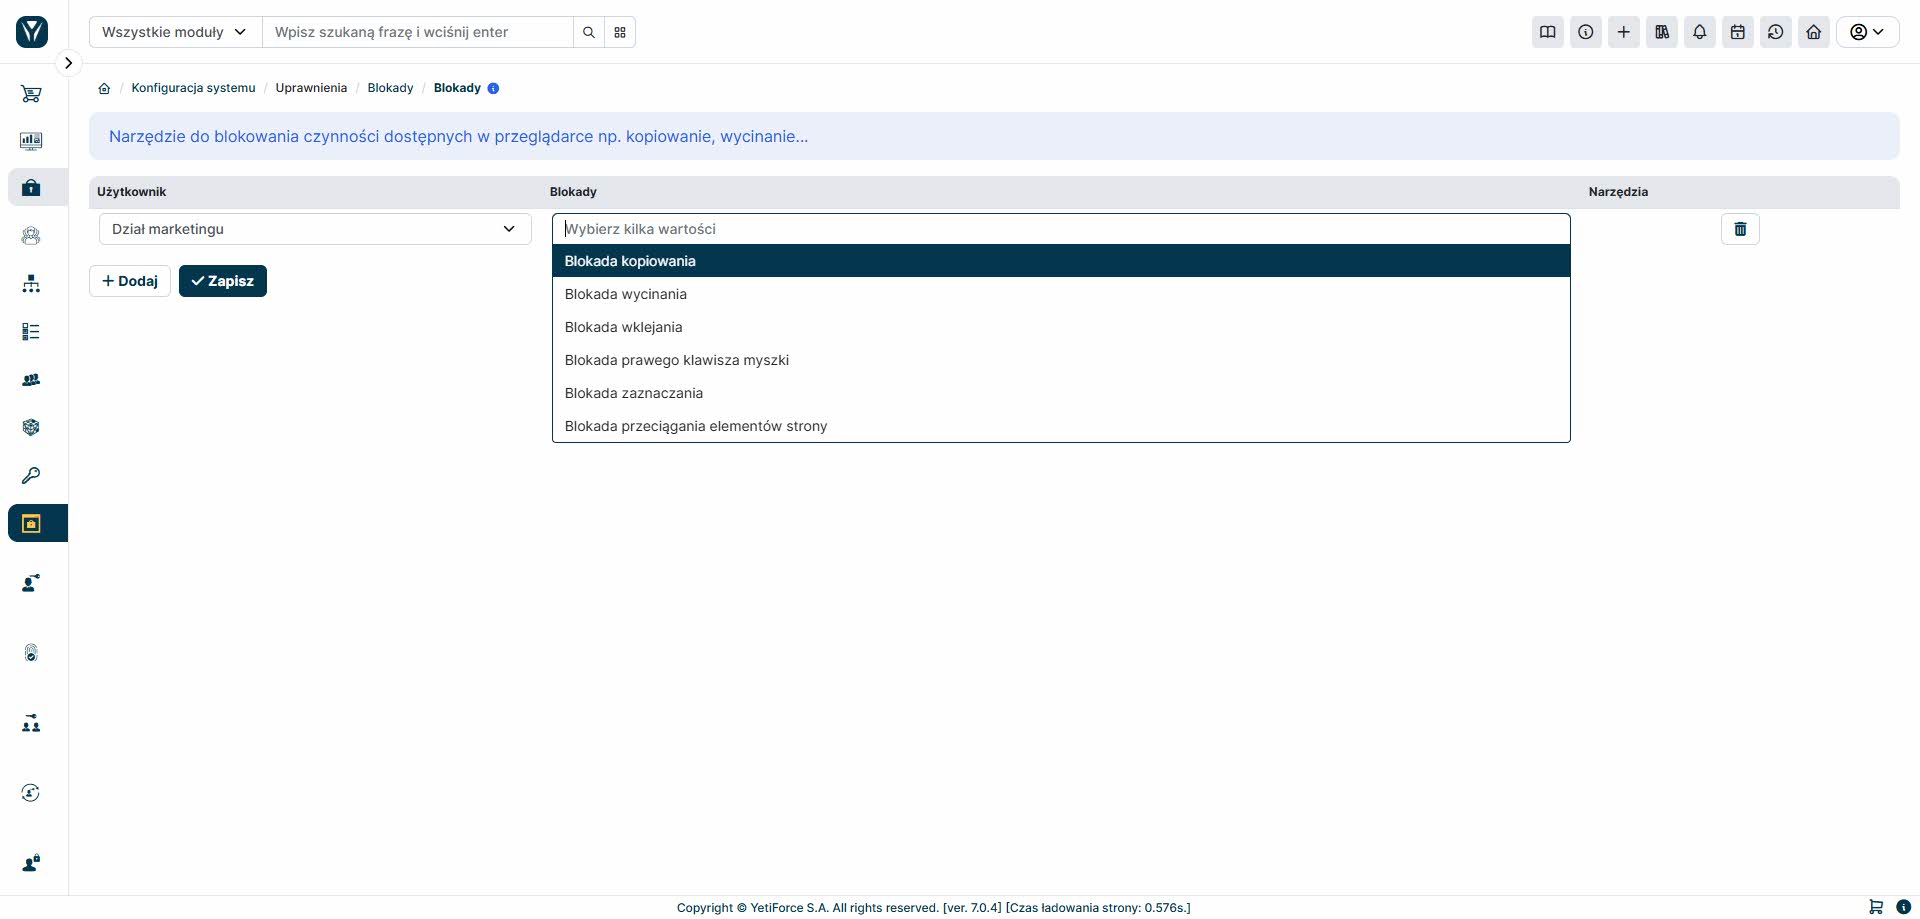 Wszystkie moduły
Wpisz szukaną frazę i wciśnij enter
/ Konfiguracja systemu / Uprawnienia / Blokady / Blokady
Narzędzie do blokowania czynności dostępnych w przeglądarce np. kopiowanie, wycinanie...
Użytkownik Blokady Narzędzia
Dział marketingu
Wybierz kilka wartości
Blokada kopiowania
Blokada wycinania
Blokada wklejania
Blokada prawego klawisza myszki
Blokada zaznaczania
Blokada przeciągania elementów strony
+ Dodaj
Zapisz
Copyright © YetiForce S.A. All rights reserved. [ver. 7.0.4] [Czas ładowania strony: 0.576s.]